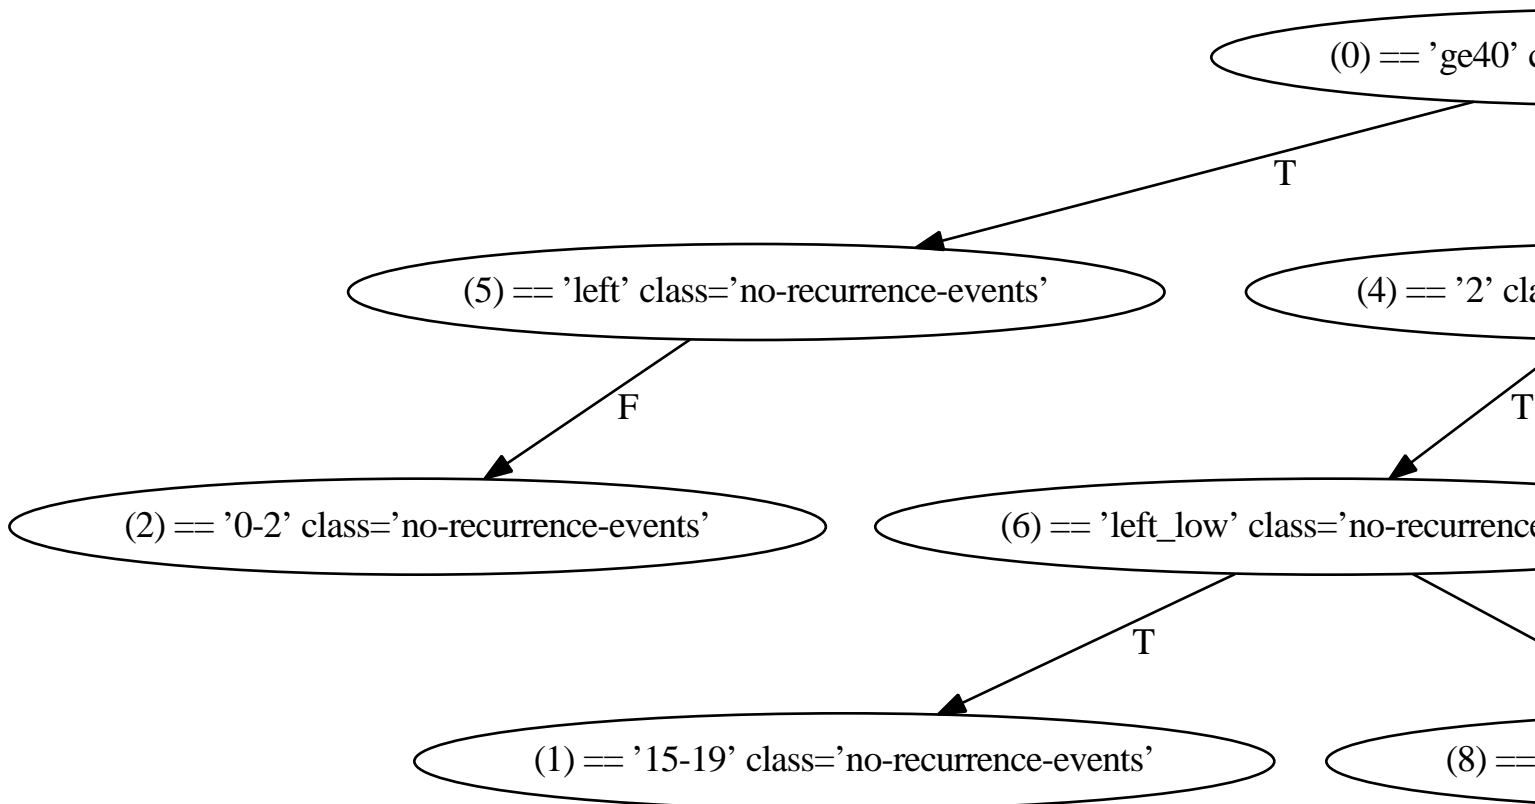 (0) == ’ge40’
T
(5) == ’left’ class=’no-recurrence-events’
(4) == ’2’
F
T
(2) == ’0-2’ class=’no-recurrence-events’
(6) == ’left_low’ class=’no-recurrence
T
(1) == ’15-19’ class=’no-recurrence-events’
(8) ==